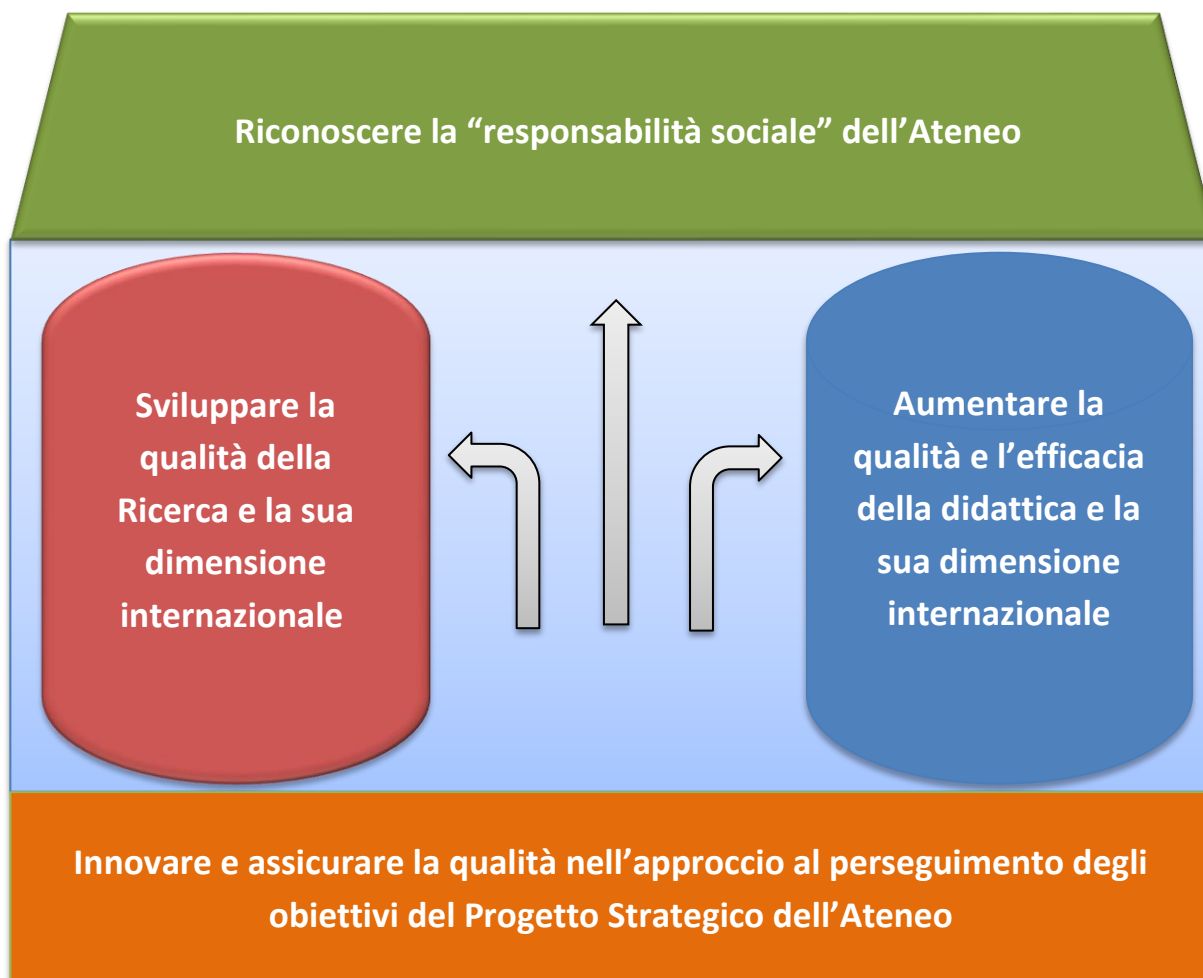 Riconoscere la “responsabilità sociale” dell’Ateneo
Sviluppare la
qualità della
Ricerca e la sua
dimensione
internazionale
Aumentare la
qualità e l’efficacia
della didattica e la
sua dimensione
internazionale
Innovare e assicurare la qualità nell’approccio al perseguimento degli
obiettivi del Progetto Strategico dell’Ateneo